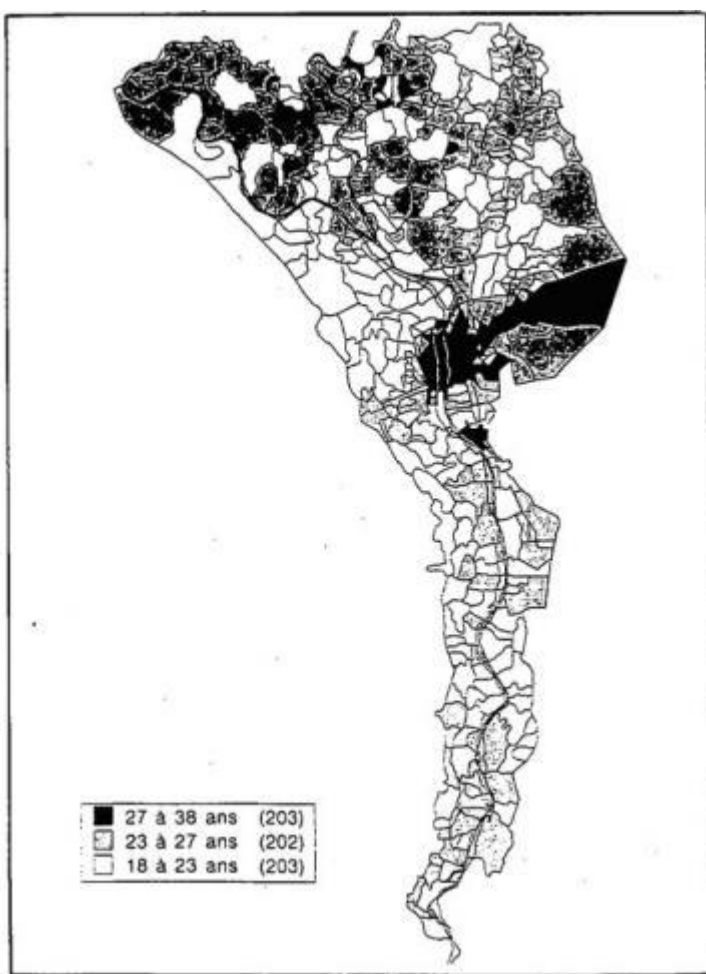 27 à 38 ans (203)
23 à 27 ans (202)
18 à 23 ans (203)